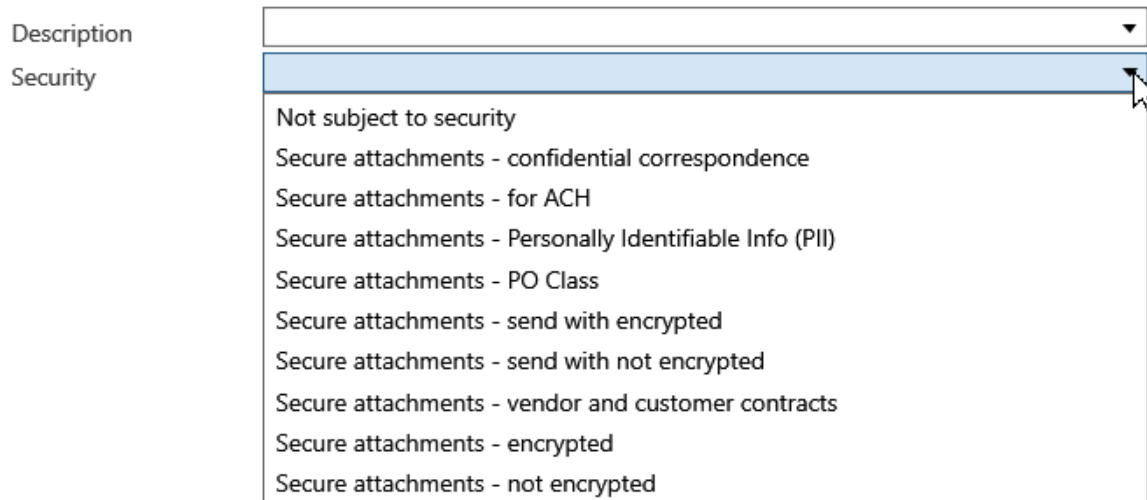 Description
Security
Not subject to security
Secure attachments - confidential correspondence
Secure attachments - for ACH
Secure attachments - Personally Identifiable Info (PII)
Secure attachments - PO Class
Secure attachments - send with encrypted
Secure attachments - send with not encrypted
Secure attachments - vendor and customer contracts
Secure attachments - encrypted
Secure attachments - not encrypted